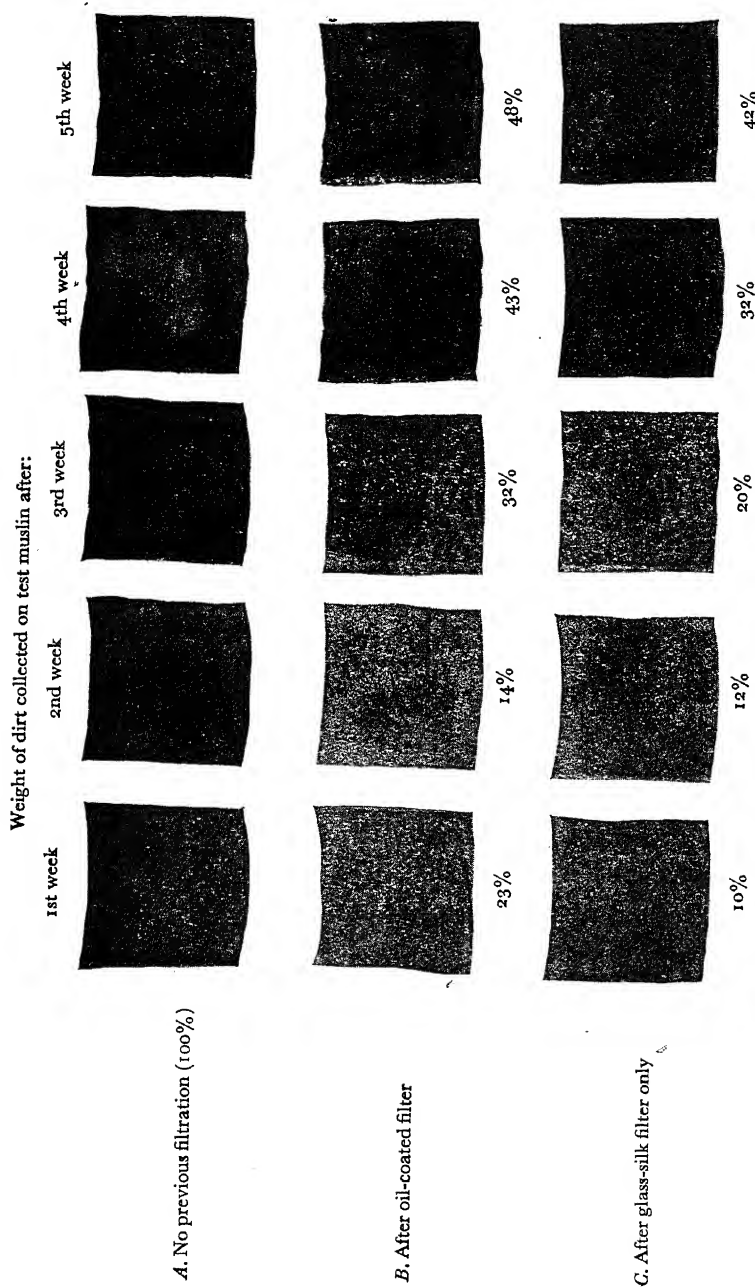 Weight of dirt collected on test muslin after:
1st week 2nd week 3rd week 4th week 5th week
A. No previous filtration (100%)
B. After oil-coated filter
23% 14% 32% 43% 48%
C. After glass-silk filter only
10% 12% 20% 32% 42%